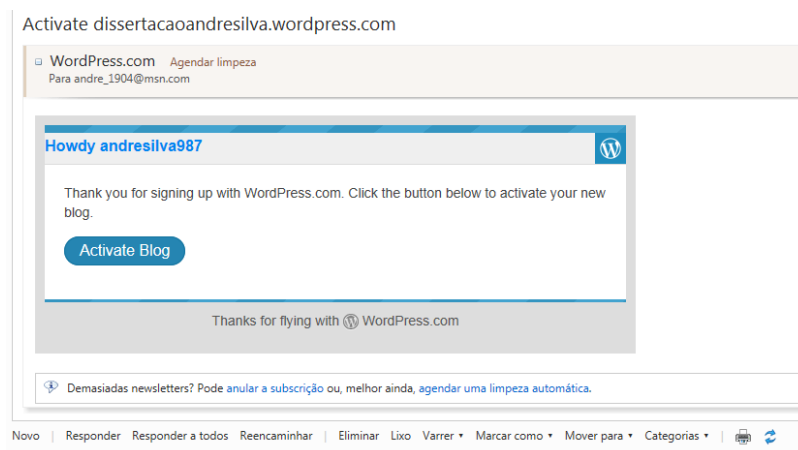 Activate dissertacaoandresilva.wordpress.com
WordPress.com Agendar limpeza
Para andre_1904@msn.com
Howdy andresilva987
Thank you for signing up with WordPress.com. Click the button below to activate your new
blog.
Activate Blog
Thanks for flying with WordPress.com
Demasiadas newsletters? Pode anular a subscrição ou, melhor ainda, agendar uma limpeza automática.
Novo | Responder Responder a todos Reencaminhar | Eliminar Lixo Varrer Marcar como Mover para Categorias |